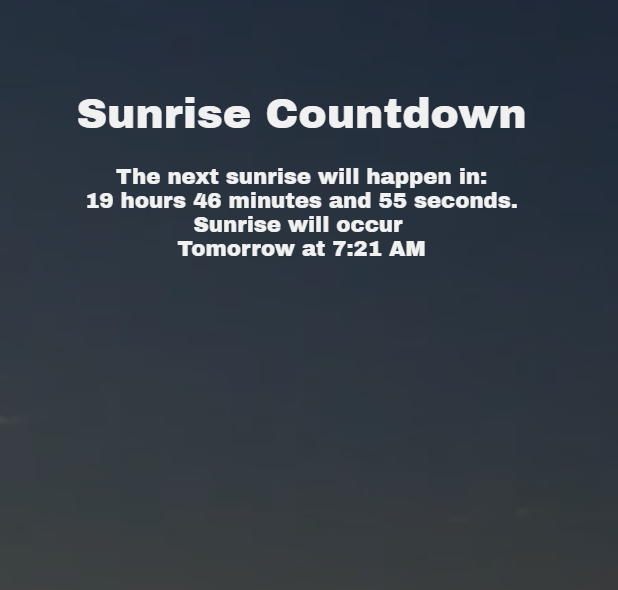 Sunrise Countdown
The next sunrise will happen in:
19 hours 46 minutes and 55 seconds.
Sunrise will occur
Tomorrow at 7:21 AM